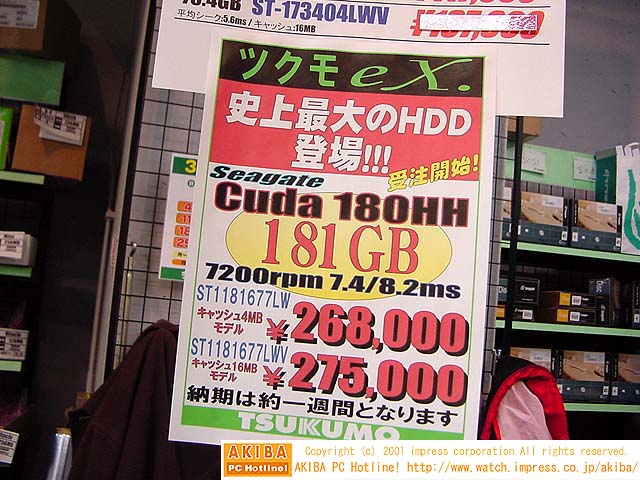 ST-173404LWV
平均シーク:5.6ms / キャッシュ:16MB
ツクモeX.
史上最大のHDD
登場!!!
受注開始!
Seagate
Cuda 180HH
181GB
7200rpm 7.4/8.2ms
ST1181677LW
キャッシュ4MB
モデル
¥268,000
ST1181677LWV
キャッシュ16MB
モデル
¥275,000
納期は約一週間となります
TSUKUMO
AKIBA
PC Hotline!
Copyright (c) 2001 impress corporation All rights reserved.
AKIBA PC Hotline! http://www.watch.impress.co.jp/akiba/